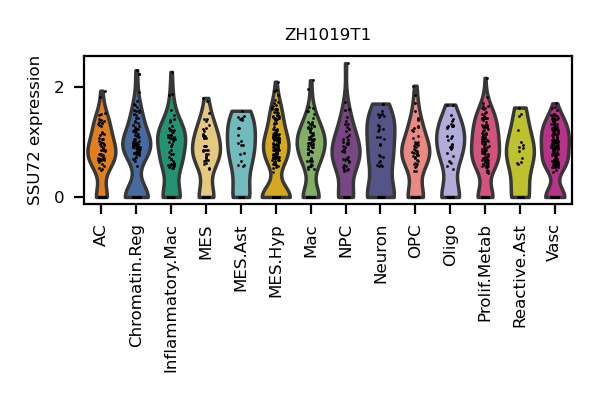 ZH1019T1
SSU72 expression
2
0
AC
Chromatin.Reg
Inflammatory.Mac
MES
MES.Ast
MES.Hyp
Mac
NPC
Neuron
OPC
Oligo
Prolif.Metab
Reactive.Ast
Vasc